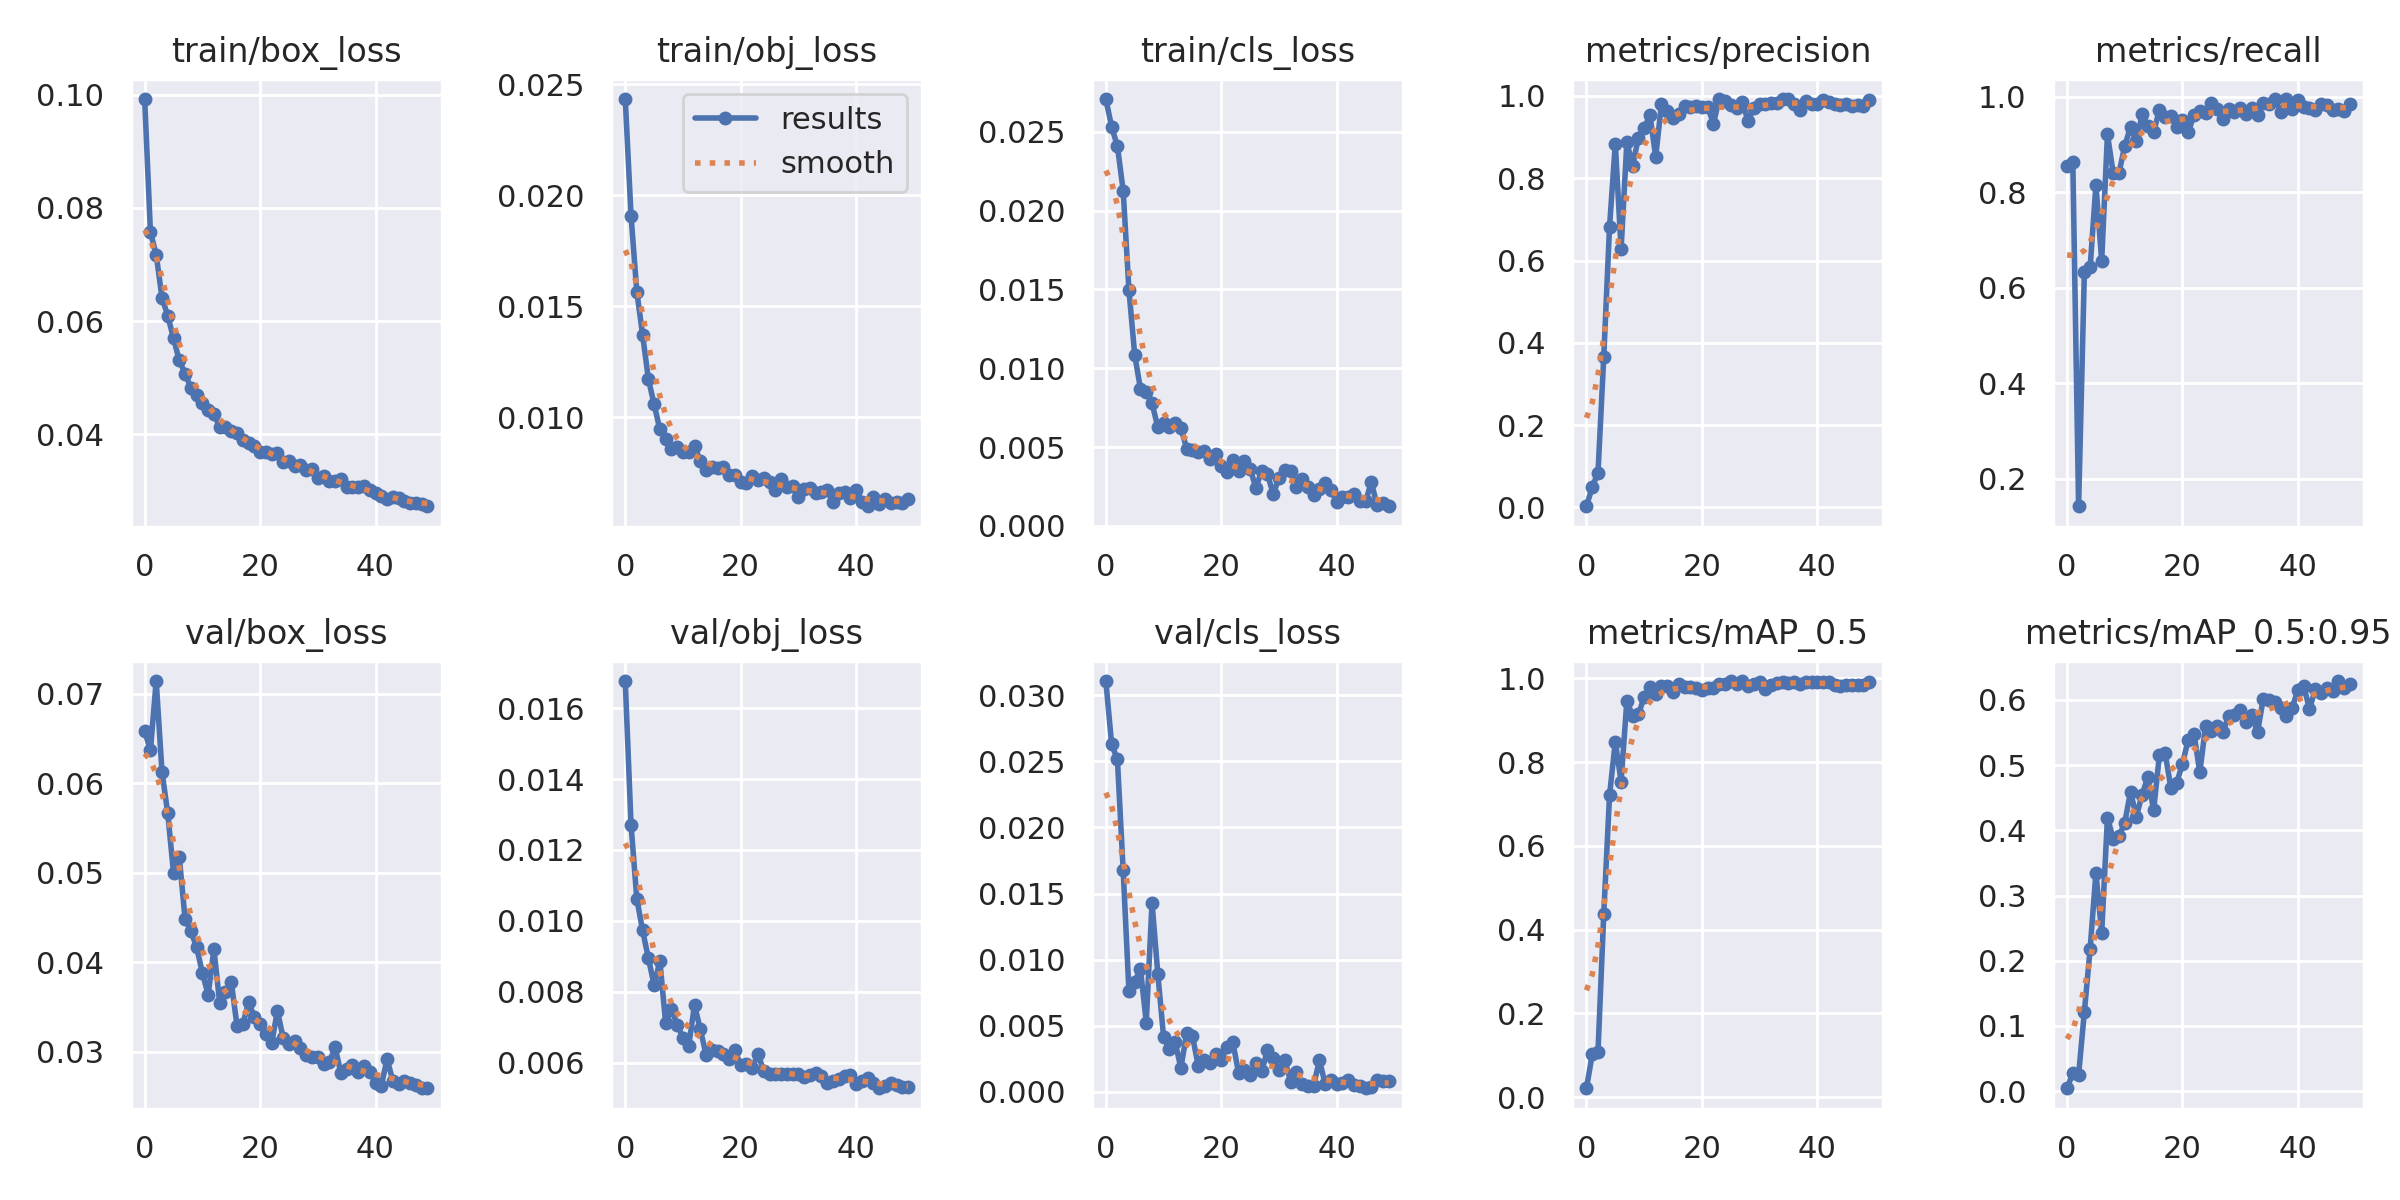 train/box_loss
0.10
0.08
0.06
0.04
0 20 40
train/obj_loss
0.025
0.020
0.015
0.010
results
smooth
0 20 40
train/cls_loss
0.025
0.020
0.015
0.010
0.005
0.000
0 20 40
metrics/precision
1.0
0.8
0.6
0.4
0.2
0.0
0 20 40
metrics/recall
1.0
0.8
0.6
0.4
0.2
0 20 40
val/box_loss
0.07
0.06
0.05
0.04
0.03
0 20 40
val/obj_loss
0.016
0.014
0.012
0.010
0.008
0.006
0 20 40
val/cls_loss
0.030
0.025
0.020
0.015
0.010
0.005
0.000
0 20 40
metrics/mAP_0.5
1.0
0.8
0.6
0.4
0.2
0.0
0 20 40
metrics/mAP_0.5:0.95
0.6
0.5
0.4
0.3
0.2
0.1
0.0
0 20 40